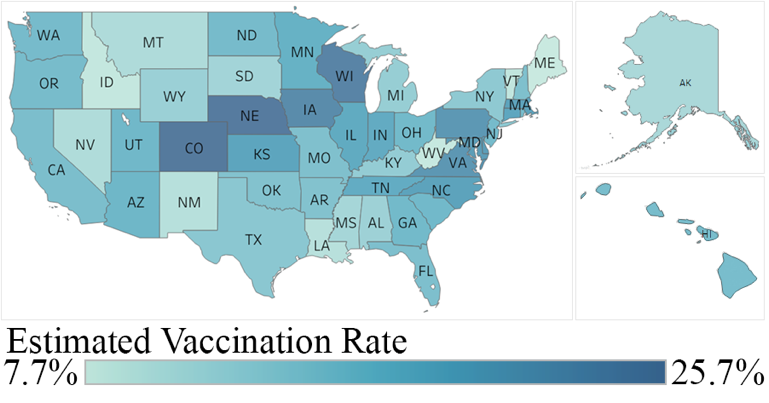 WA
MT
ND
MN
ME
OR
ID
SD
WI
VT
WY
MI
NY
MA
NE
IA
NV
UT
CO
IL
IN
OH
NJ
CA
KS
MO
KY
WV
MD
VA
AZ
NM
OK
AR
TN
NC
TX
LA
MS
AL
GA
FL
AK
HI
Estimated Vaccination Rate
7.7% 25.7%